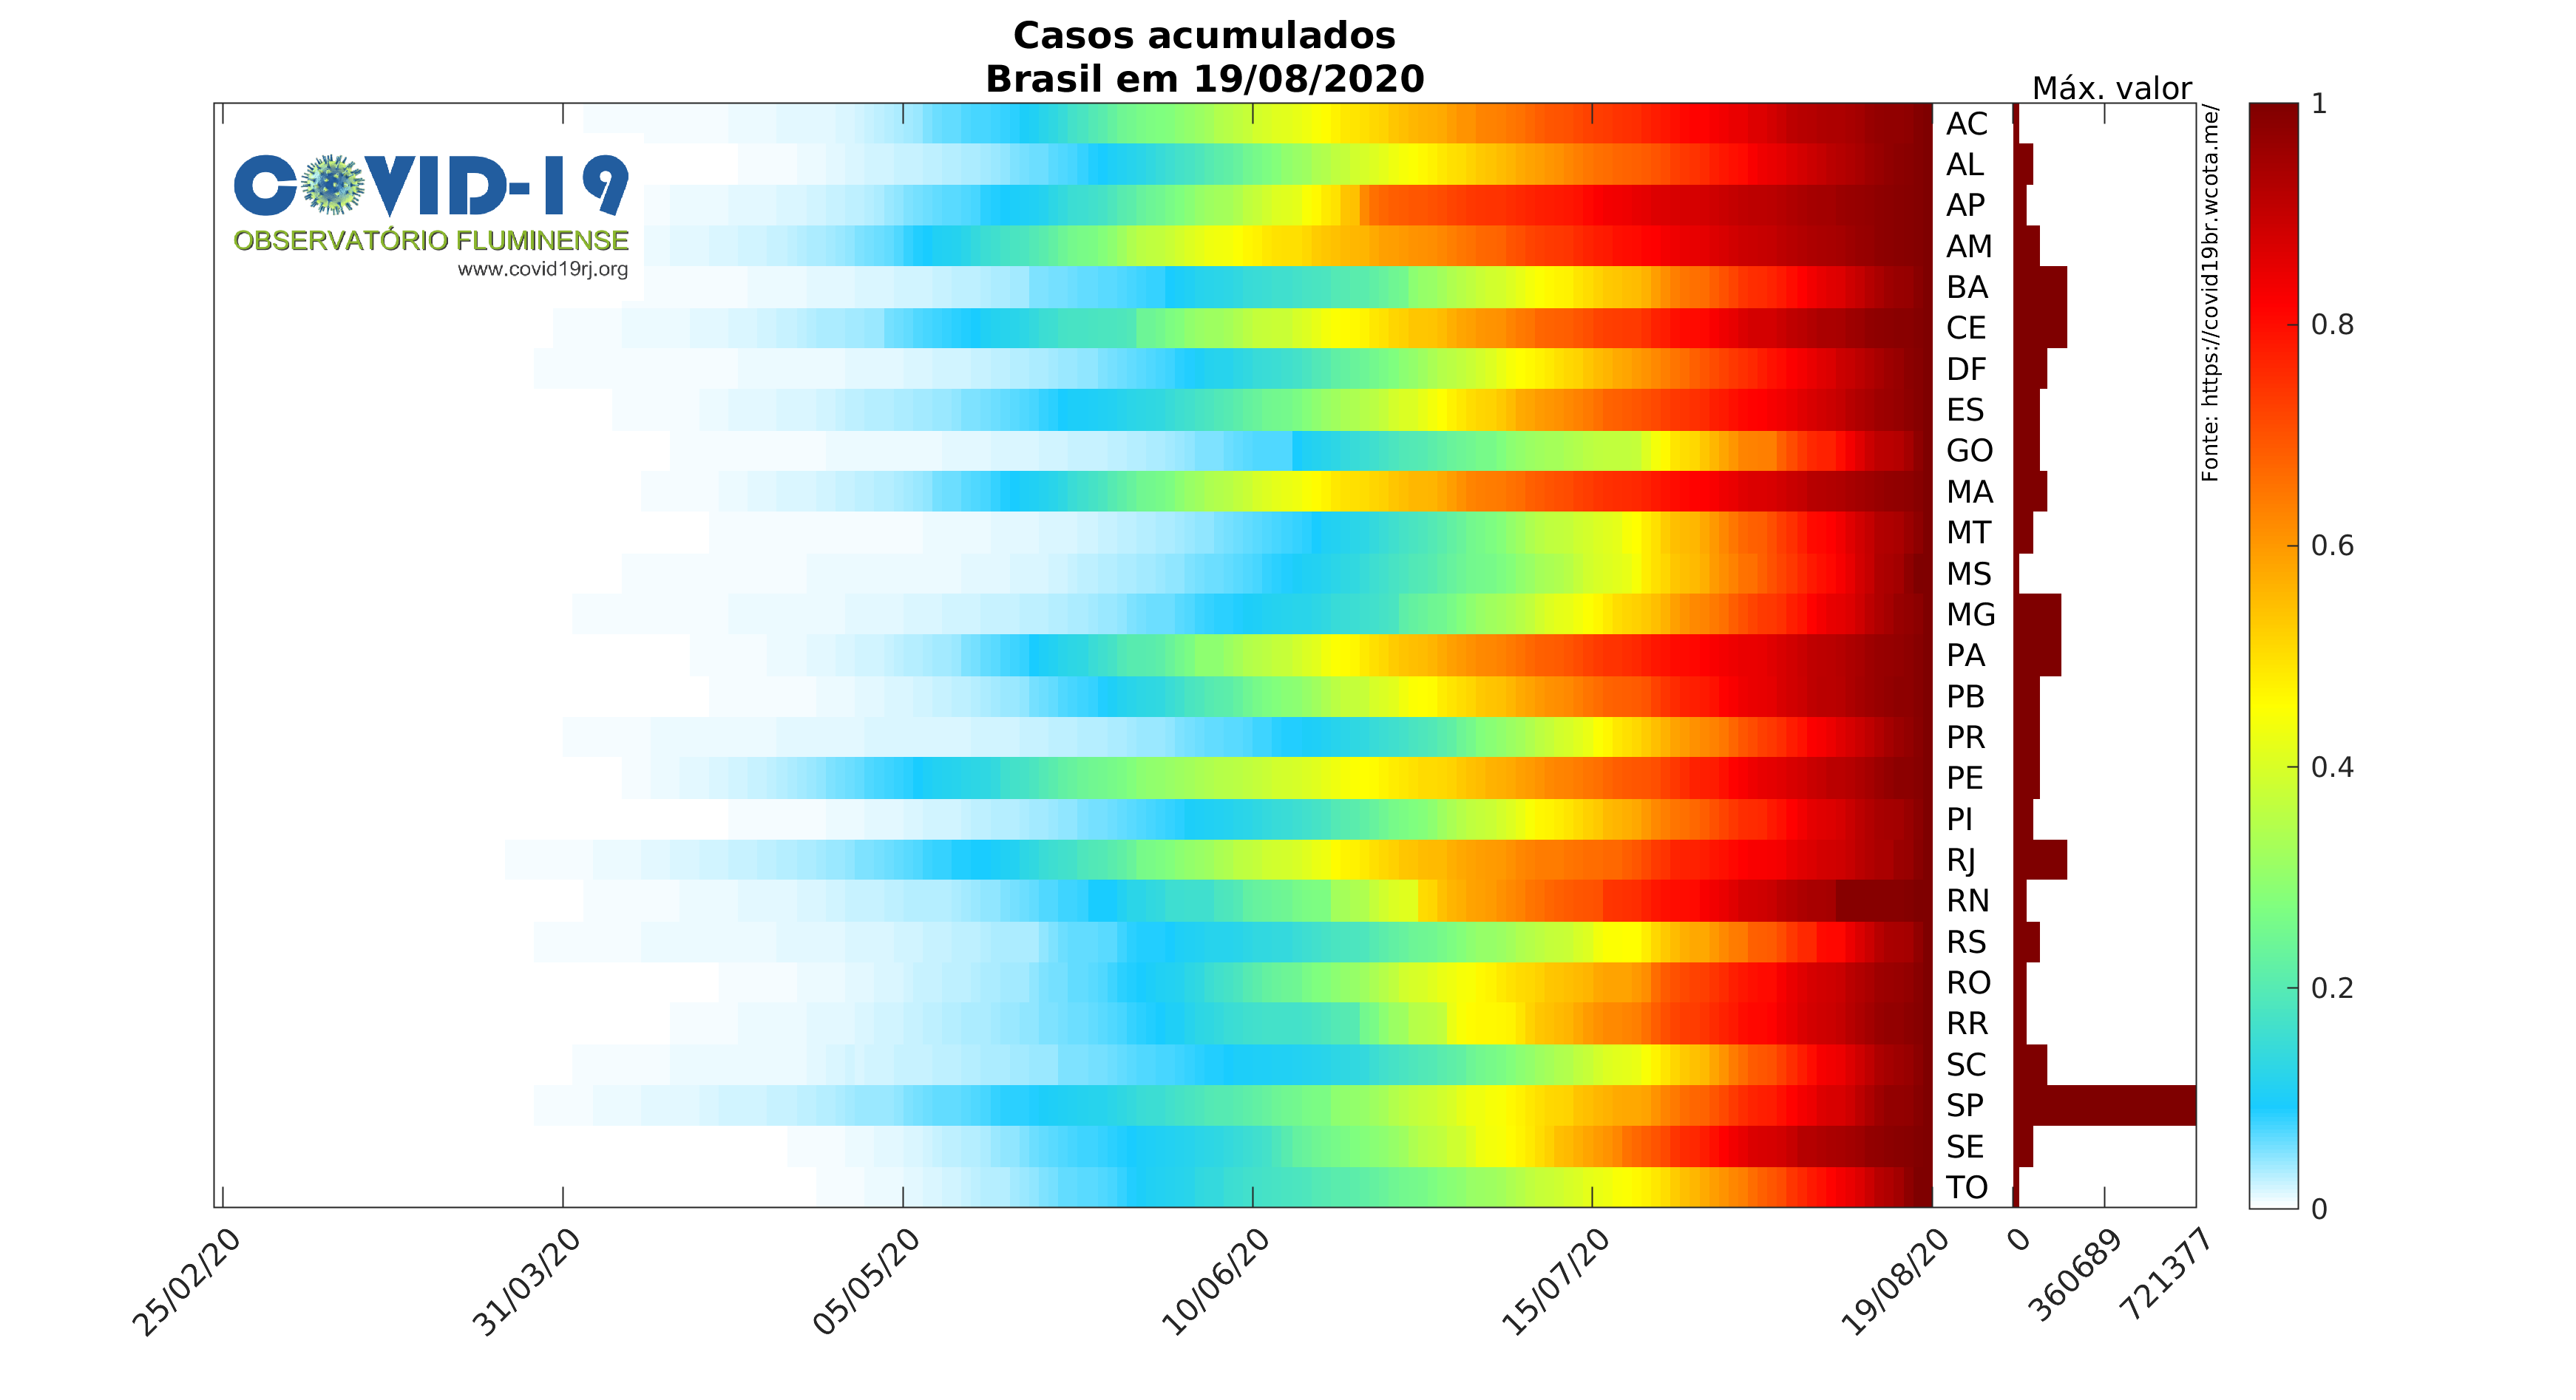 Casos acumulados
Brasil em 19/08/2020
Máx. valor
COVID-19
OBSERVATÓRIO FLUMINENSE
www.covid19rj.org
AC
AL
AP
AM
BA
CE
DF
ES
GO
MA
MT
MS
MG
PA
PB
PR
PE
PI
RJ
RN
RS
RO
RR
SC
SP
SE
TO
Fonte: https://covid19br.wcota.me/
1
0.8
0.6
0.4
0.2
0
25/02/20
31/03/20
05/05/20
10/06/20
15/07/20
19/08/20
0
360689
721377